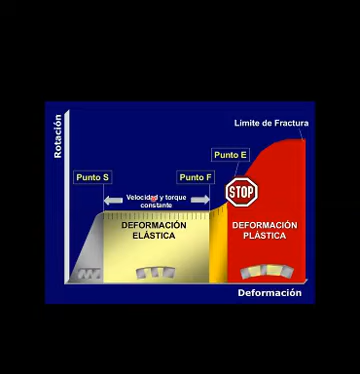 Límite de Fractura
Rotación
Punto E
Punto S
Punto F
Velocidad y torque
constante
STOP
DEFORMACIÓN
ELÁSTICA
DEFORMACIÓN
PLÁSTICA
Deformación